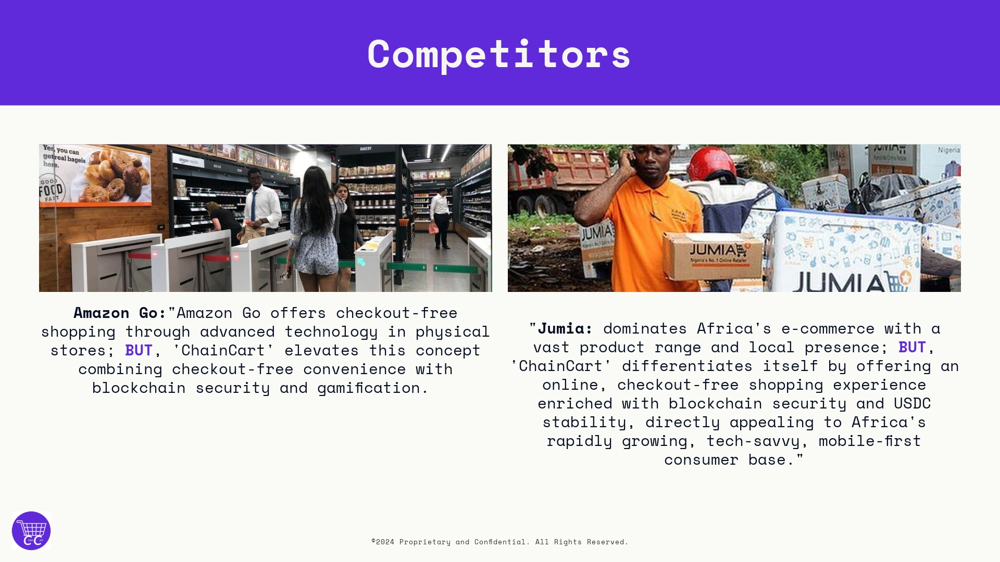 Competitors
Yes, you can
get real bagels
here.
GOOD
FOOD
FAST
BAKERY
Amazon Go:"Amazon Go offers checkout-free
shopping through advanced technology in physical
stores; BUT, 'ChainCart' elevates this concept
combining checkout-free convenience with
blockchain security and gamification.
JUMIA
Nigeria
JUMIA
JUMIA
JUMIA
Nigeria's No. 1 Online Retailer
JUMIA
"Jumia: dominates Africa's e-commerce with a
vast product range and local presence; BUT,
'ChainCart' differentiates itself by offering an
online, checkout-free shopping experience
enriched with blockchain security and USDC
stability, directly appealing to Africa's
rapidly growing, tech-savvy, mobile-first
consumer base."
CC
©2024 Proprietary and Confidential. All Rights Reserved.